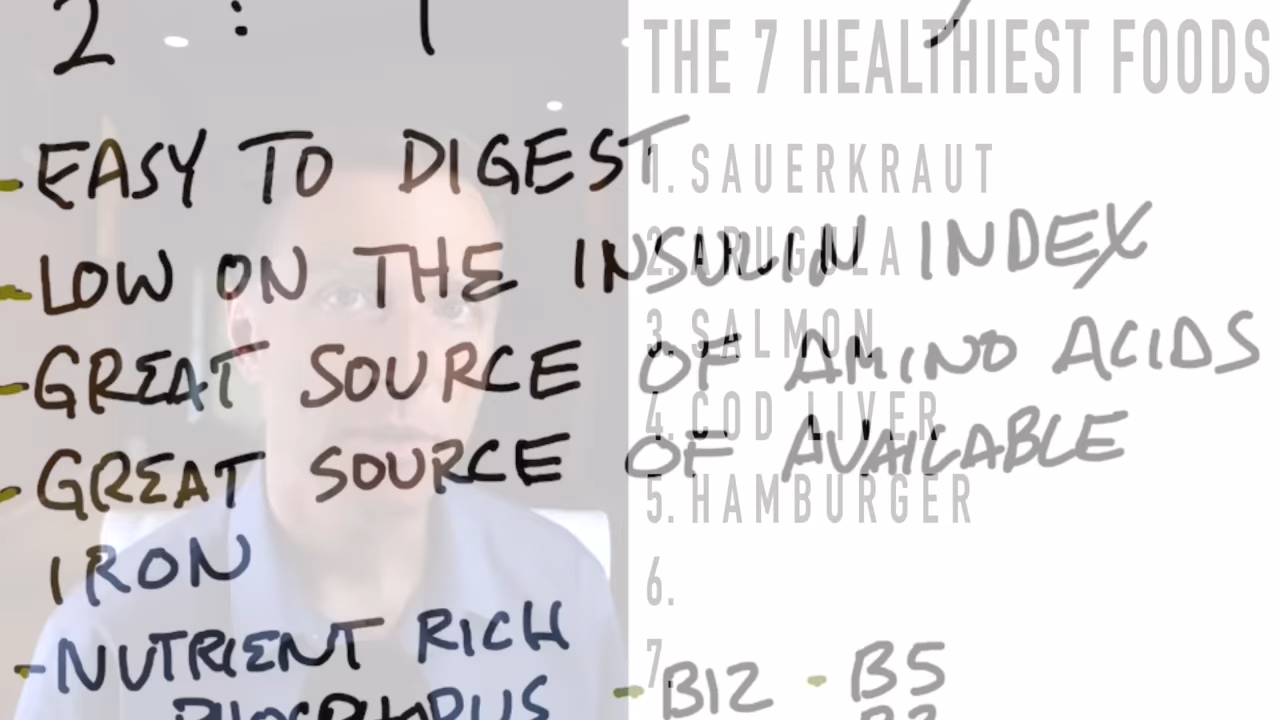 2 : 1
THE 7 HEALTHIEST FOODS
- EASY TO DIGEST
1. SAUERKRAUT
- LOW ON THE INSULIN INDEX
2. ARUGULA
- GREAT SOURCE OF AMINO ACIDS
3. SALMON
- GREAT SOURCE OF AVAILABLE
4. COD LIVER
IRON
5. HAMBURGER
6.
- NUTRIENT RICH
7.
- B12 - B5
PHOSPHORUS